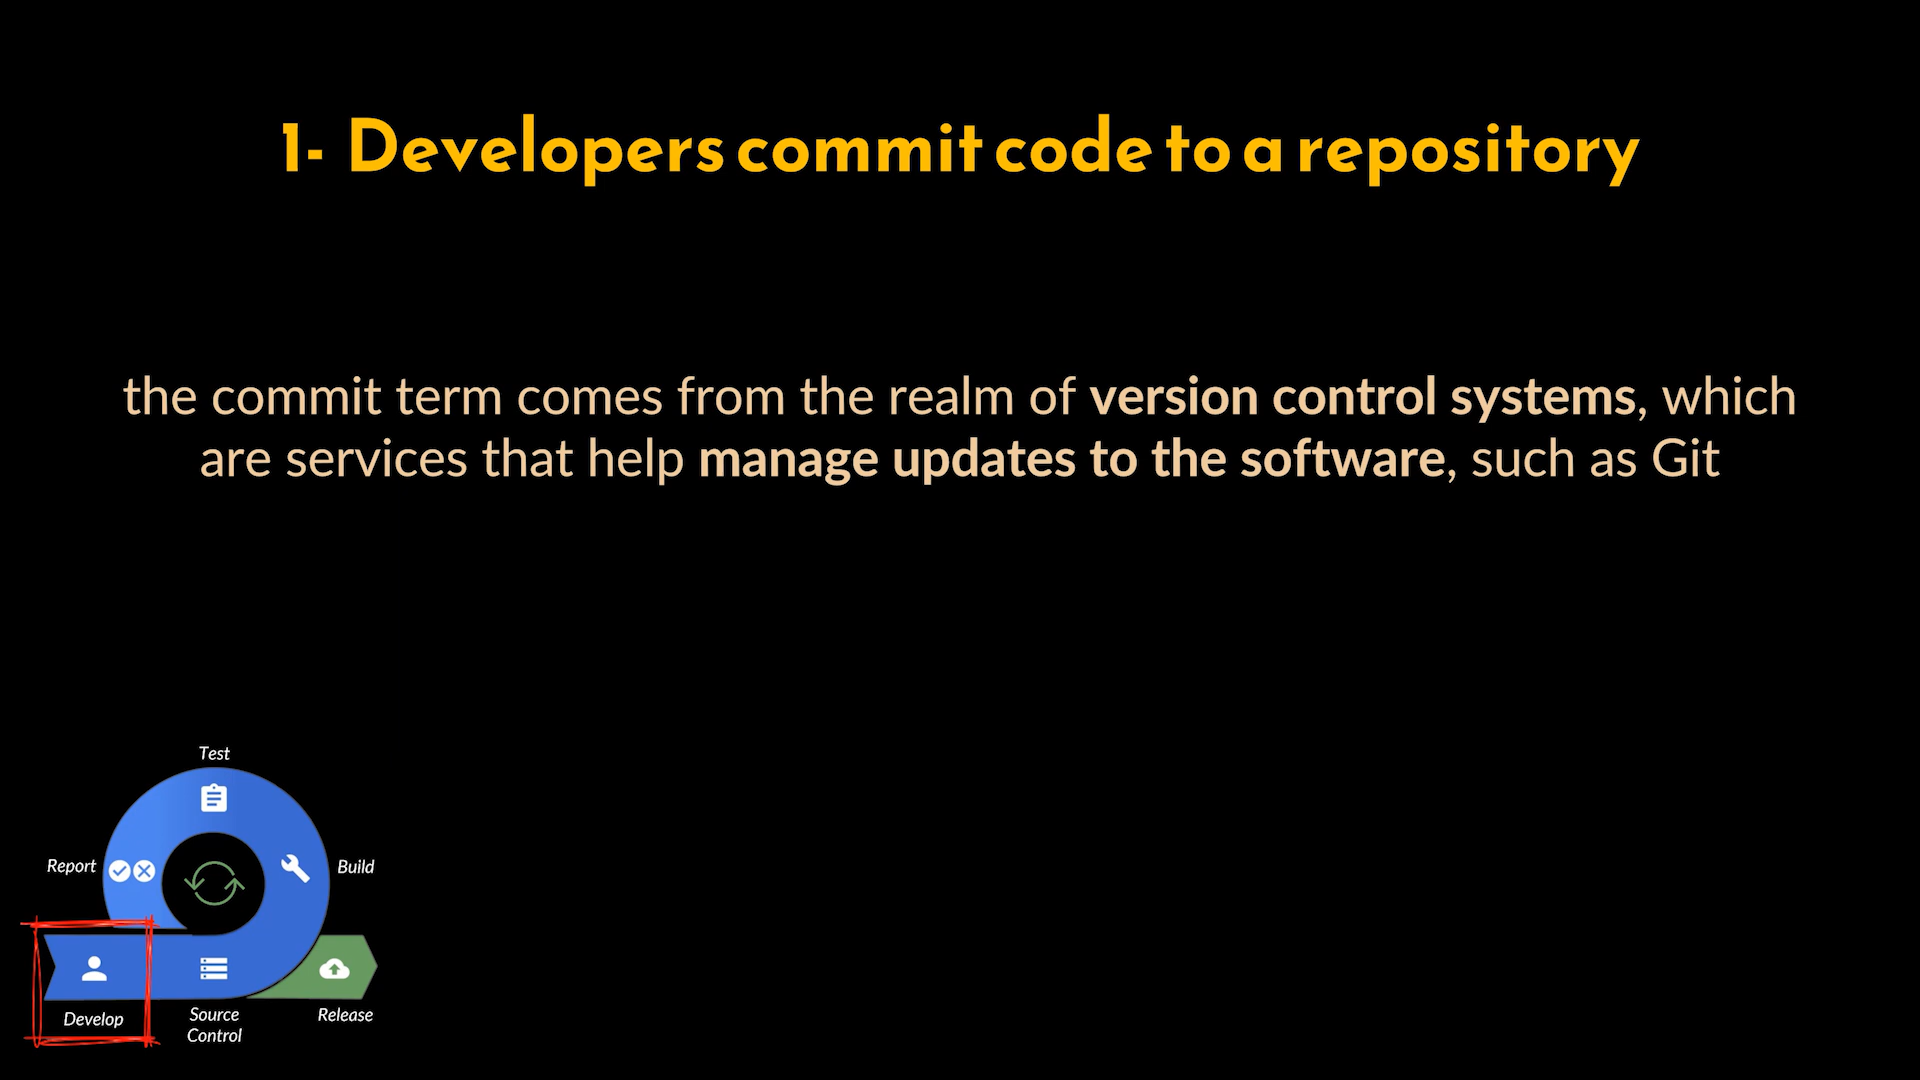 1- Developers commit code to a repository
the commit term comes from the realm of version control systems, which
are services that help manage updates to the software, such as Git
Test
Report
Build
Develop
Source
Control
Release